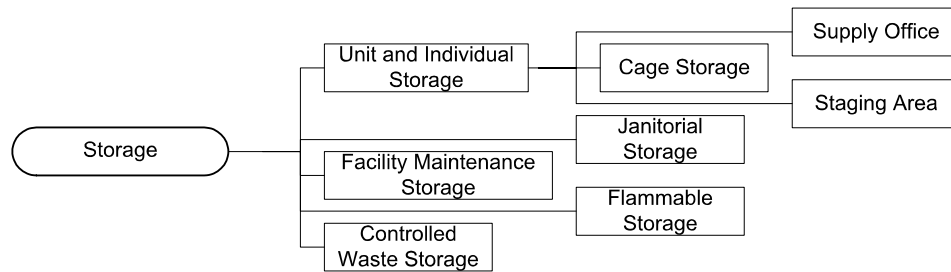 Supply Office
Unit and Individual
Storage
Cage Storage
Staging Area
Janitorial
Storage
Storage
Facility Maintenance
Storage
Flammable
Storage
Controlled
Waste Storage